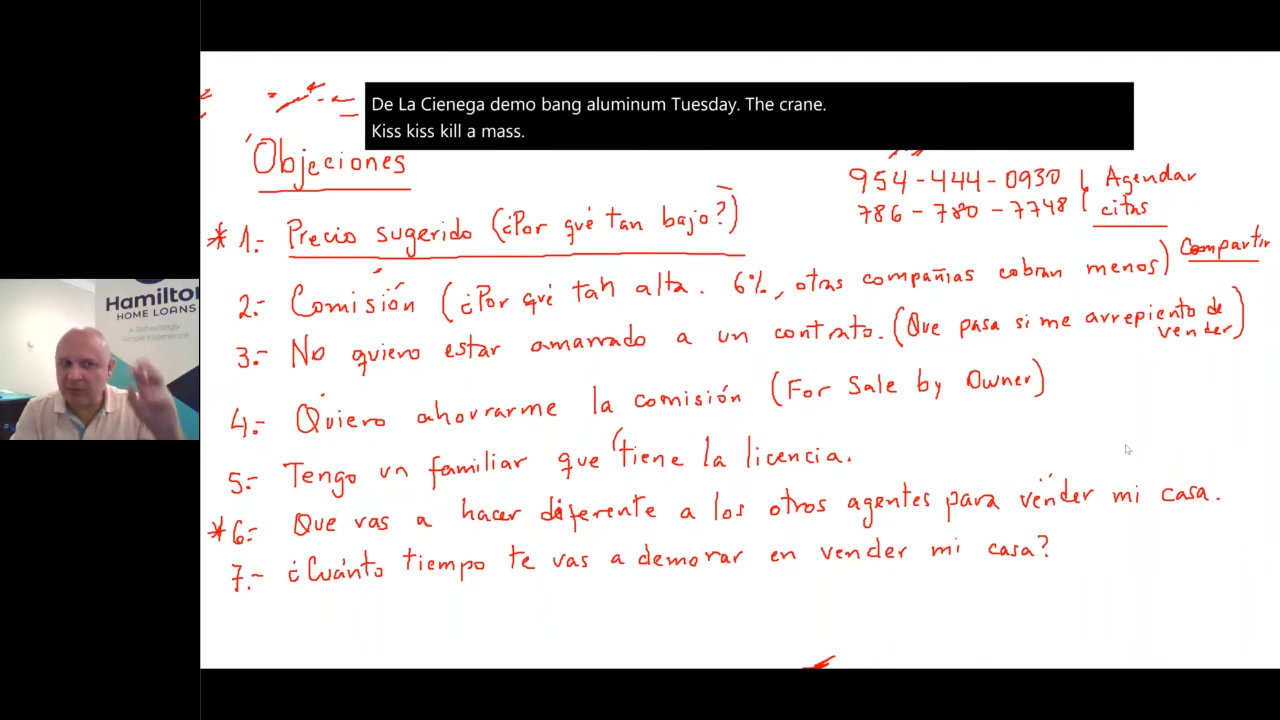 De La Cienega demo bang aluminum Tuesday. The crane.
Kiss kiss kill a mass.
Objeciones
954-444-0930 Agendar
786-780-7748 citas
* 1.- Precio sugerido (¿Por qué tan bajo?)
Compartir
2.- Comisión (¿Por qué tan alta. 6%, otras compañias cobran menos)
3.- No quiero estar amarrado a un contrato. (Que pasa si me arrepiento de vender)
4.- Quiero ahorrarme la comisión (For Sale by Owner)
5.- Tengo un familiar que tiene la licencia.
* 6.- Que vas a hacer diferente a los otros agentes para vender mi casa.
7.- ¿Cuánto tiempo te vas a demorar en vender mi casa?
Hamilton
HOME LOANS
a Refreshingly
Simple Experience